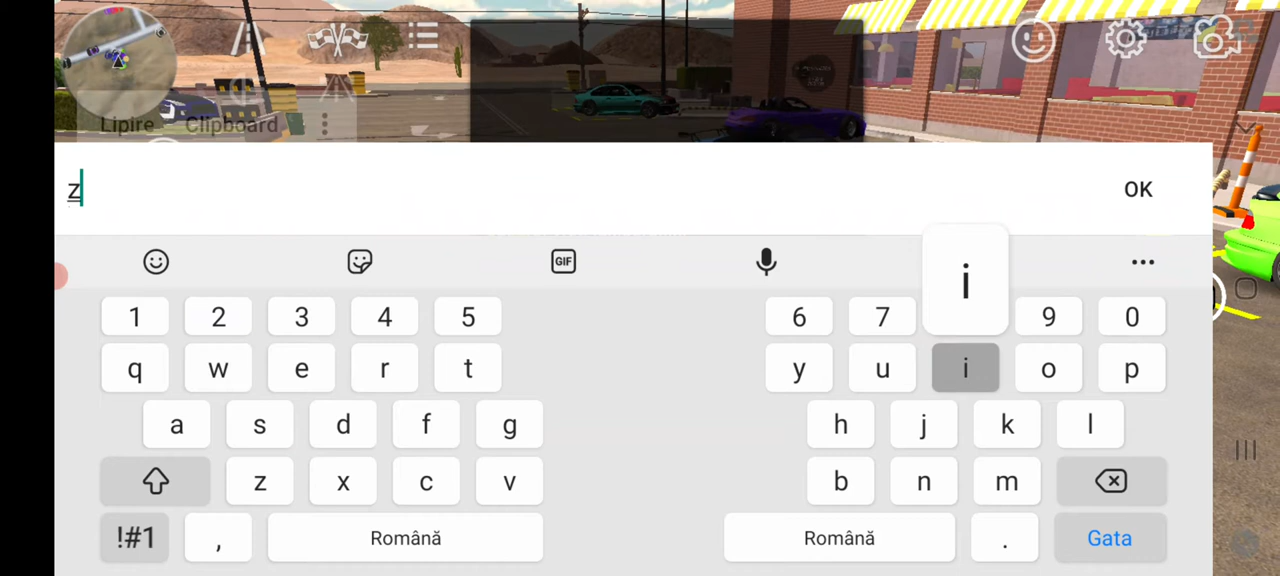 Lipire Clipboard
z OK
GIF
i
1 2 3 4 5 6 7 9 0
q w e r t y u i o p
a s d f g h j k l
z x c v b n m
!#1 , Română Română . Gata